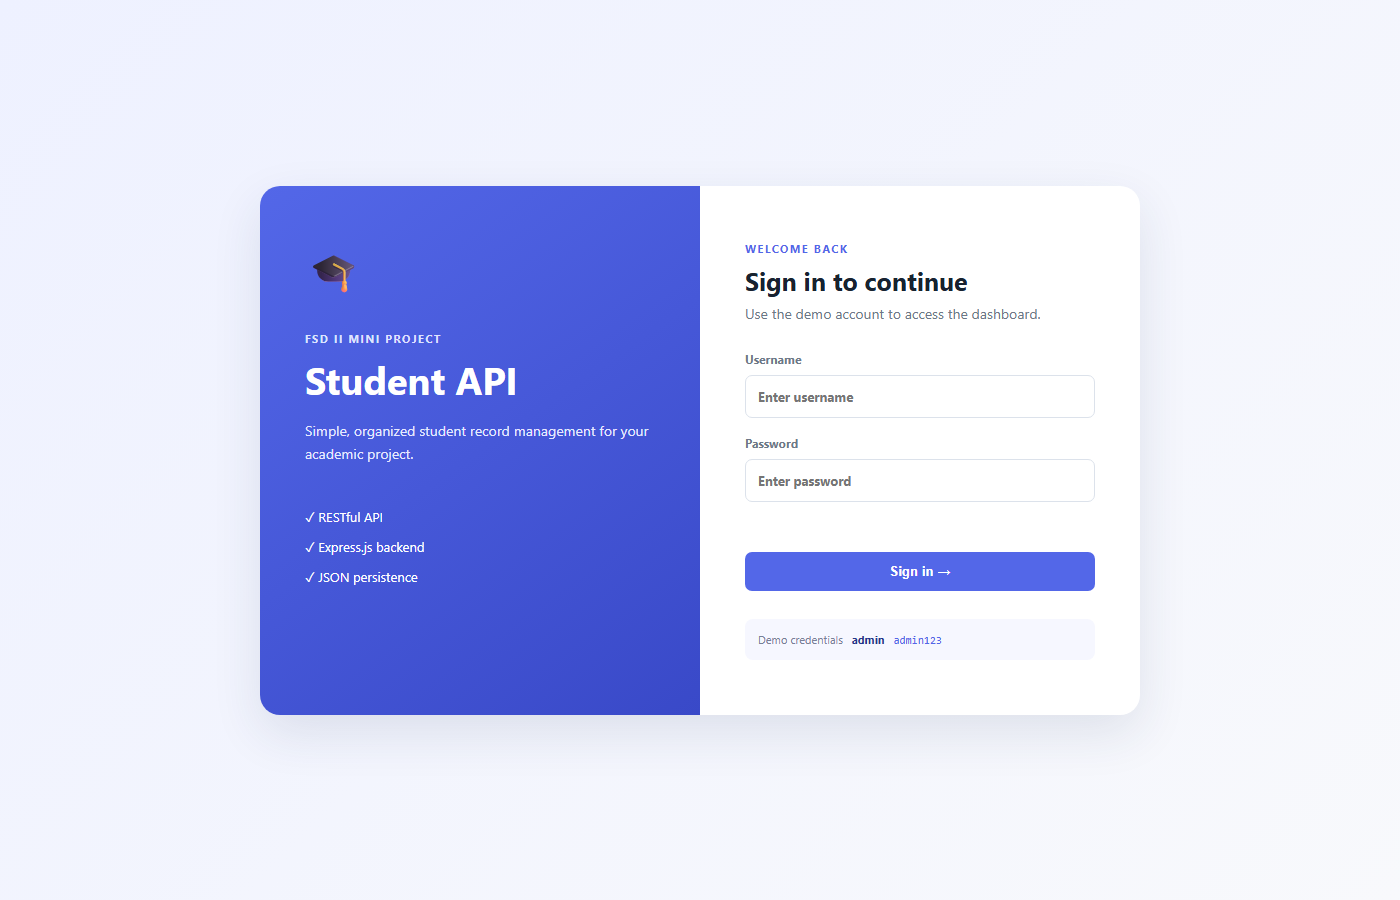 FSD II MINI PROJECT
Student API
Simple, organized student record management for your
academic project.
✓ RESTful API
✓ Express.js backend
✓ JSON persistence
WELCOME BACK
Sign in to continue
Use the demo account to access the dashboard.
Username
Enter username
Password
Enter password
Sign in →
Demo credentials admin admin123